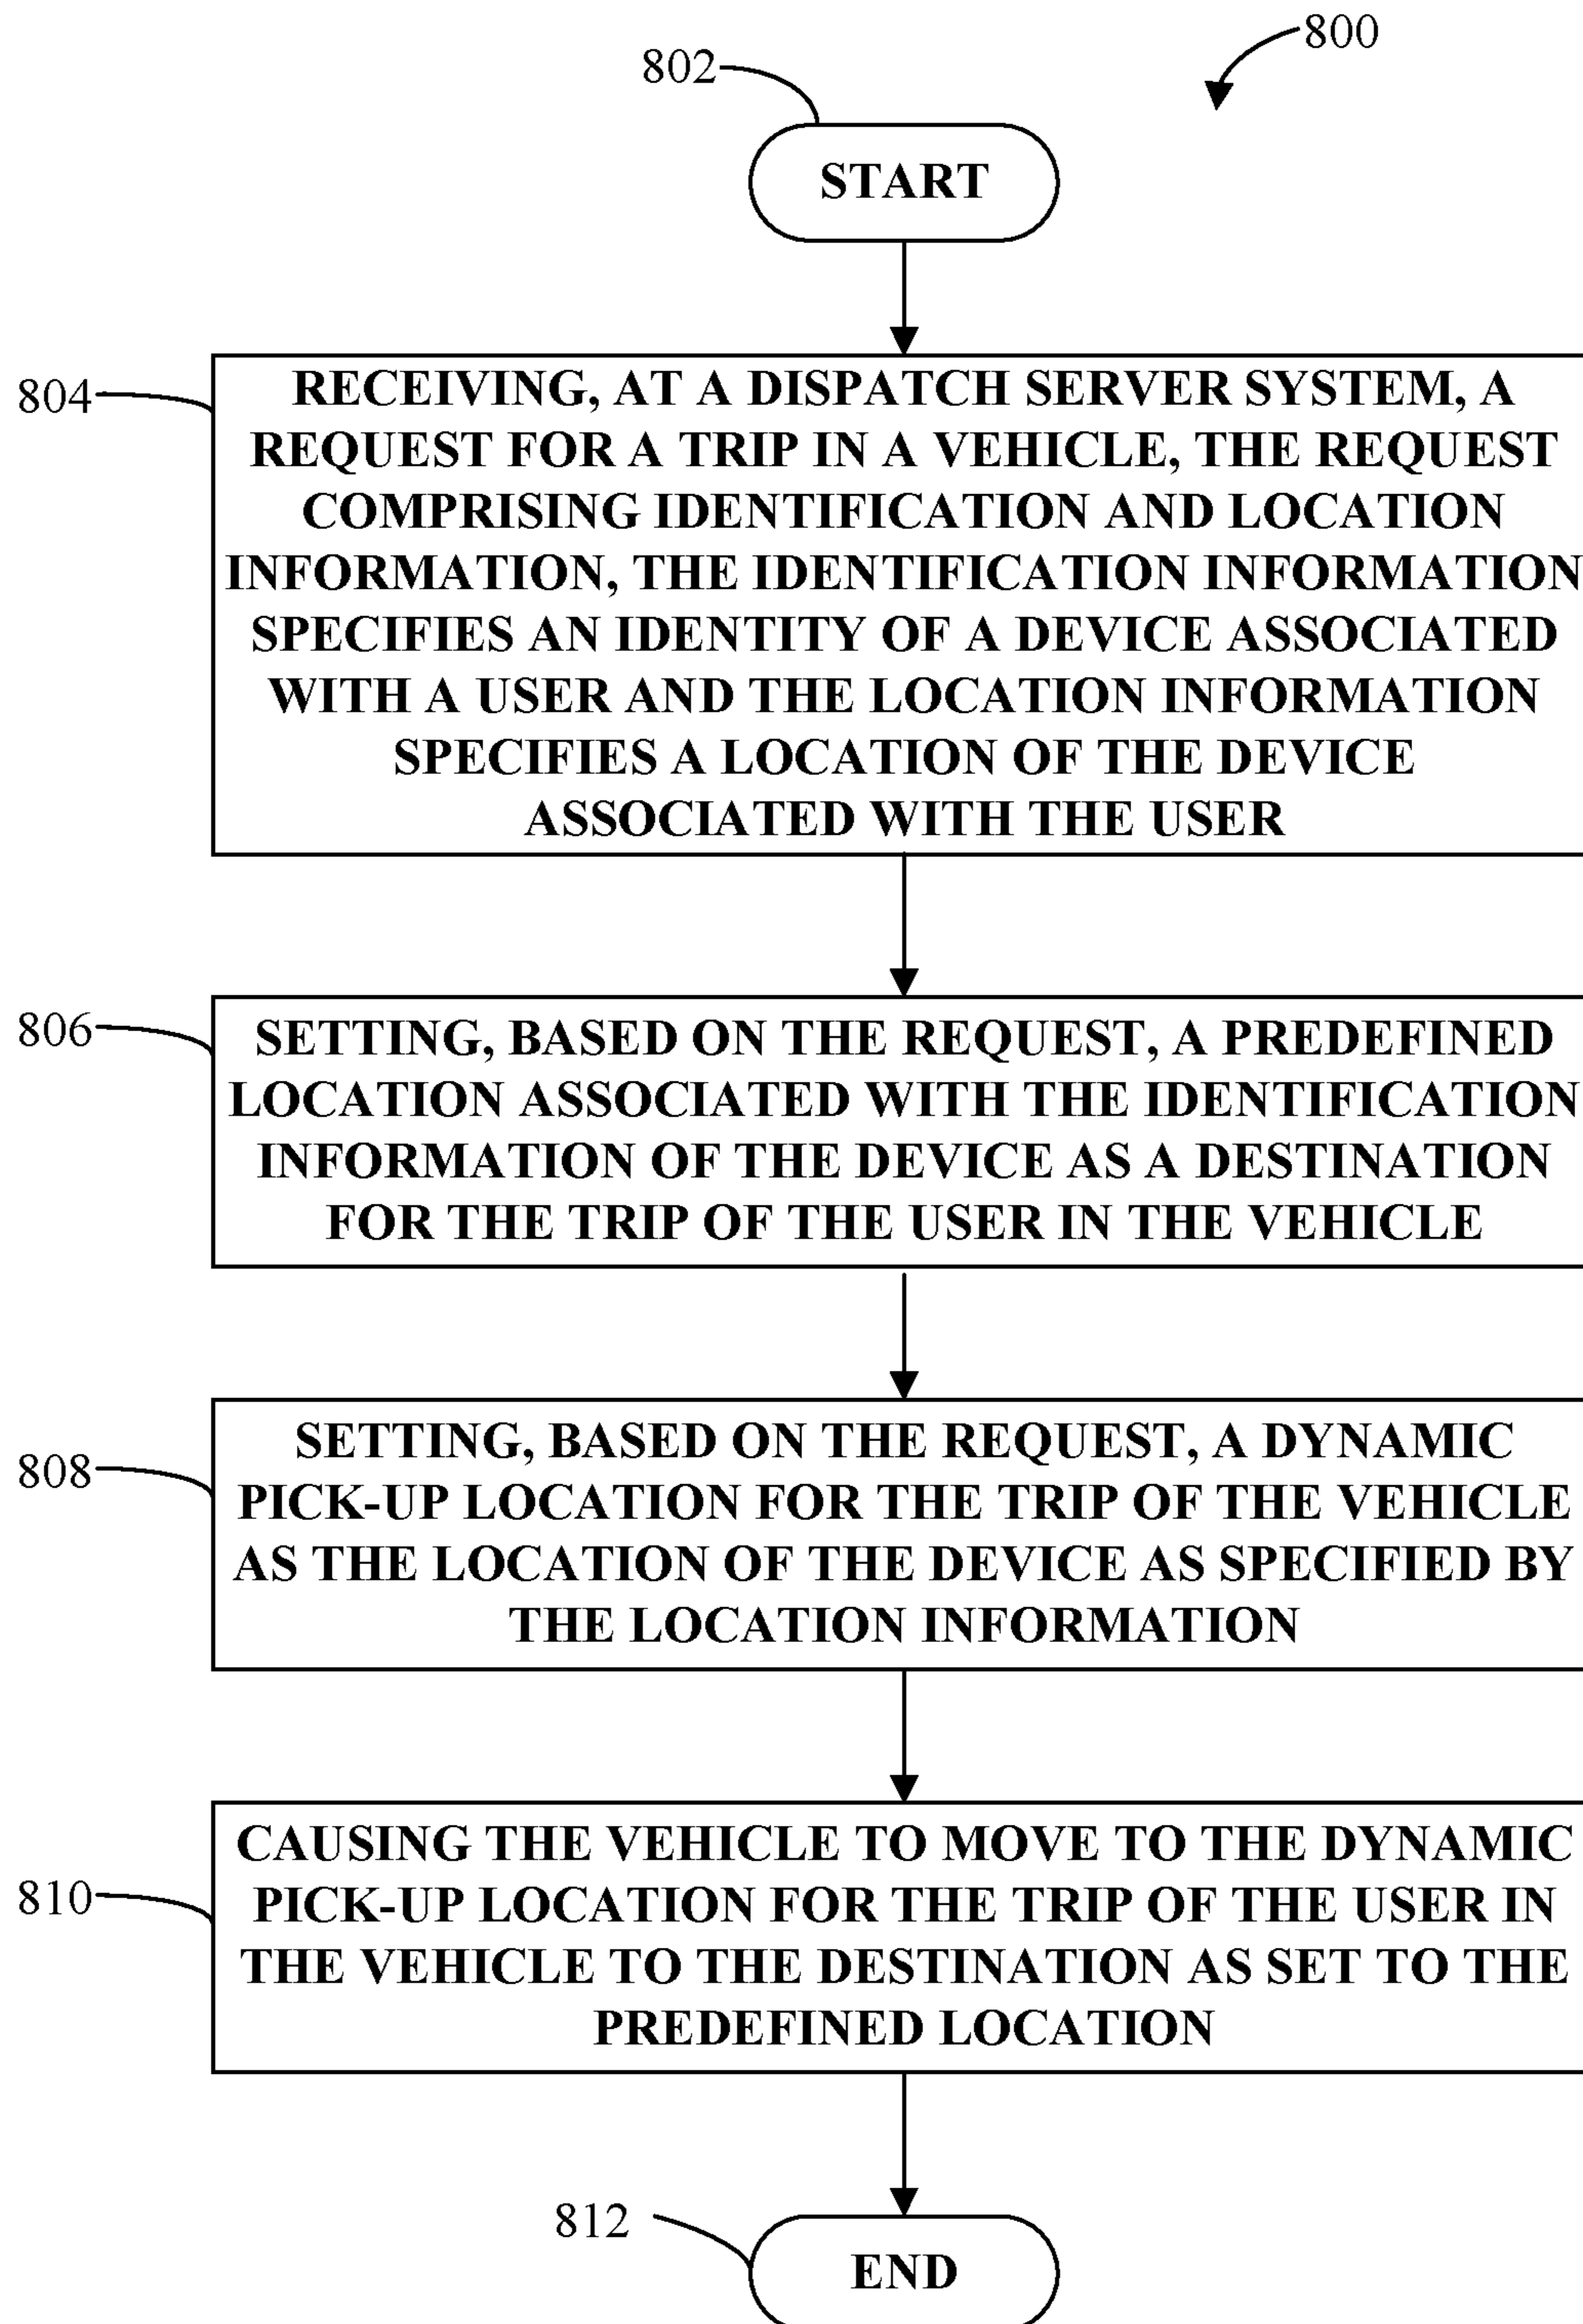 800
802
START
804
RECEIVING, AT A DISPATCH SERVER SYSTEM, A
REQUEST FOR A TRIP IN A VEHICLE, THE REQUEST
COMPRISING IDENTIFICATION AND LOCATION
INFORMATION, THE IDENTIFICATION INFORMATION
SPECIFIES AN IDENTITY OF A DEVICE ASSOCIATED
WITH A USER AND THE LOCATION INFORMATION
SPECIFIES A LOCATION OF THE DEVICE
ASSOCIATED WITH THE USER
806
SETTING, BASED ON THE REQUEST, A PREDEFINED
LOCATION ASSOCIATED WITH THE IDENTIFICATION
INFORMATION OF THE DEVICE AS A DESTINATION
FOR THE TRIP OF THE USER IN THE VEHICLE
808
SETTING, BASED ON THE REQUEST, A DYNAMIC
PICK-UP LOCATION FOR THE TRIP OF THE VEHICLE
AS THE LOCATION OF THE DEVICE AS SPECIFIED BY
THE LOCATION INFORMATION
810
CAUSING THE VEHICLE TO MOVE TO THE DYNAMIC
PICK-UP LOCATION FOR THE TRIP OF THE USER IN
THE VEHICLE TO THE DESTINATION AS SET TO THE
PREDEFINED LOCATION
812
END